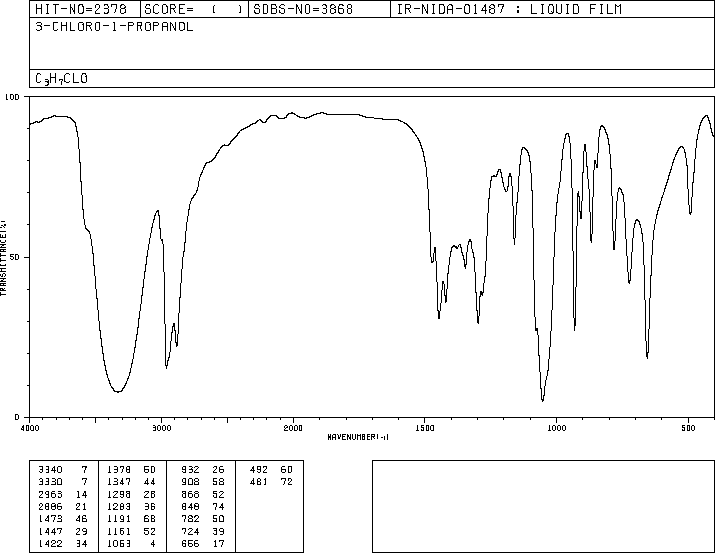 HIT-NO=2378 SCORE= ( ) SDBS-NO=3868 IR-NIDA-01487 : LIQUID FILM
3-CHLORO-1-PROPANOL
C3H7CLO
100
50
0
TRANSMITTANCE(%)
4000 3000 2000 1500 1000 500
WAVENUMBER(-1)
3340 7 1378 50 932 26 492 60
3330 7 1347 44 908 58 481 72
2963 14 1298 28 868 52
2886 21 1283 36 848 74
1473 46 1191 68 782 50
1447 29 1161 52 724 39
1422 34 1053 4 656 17